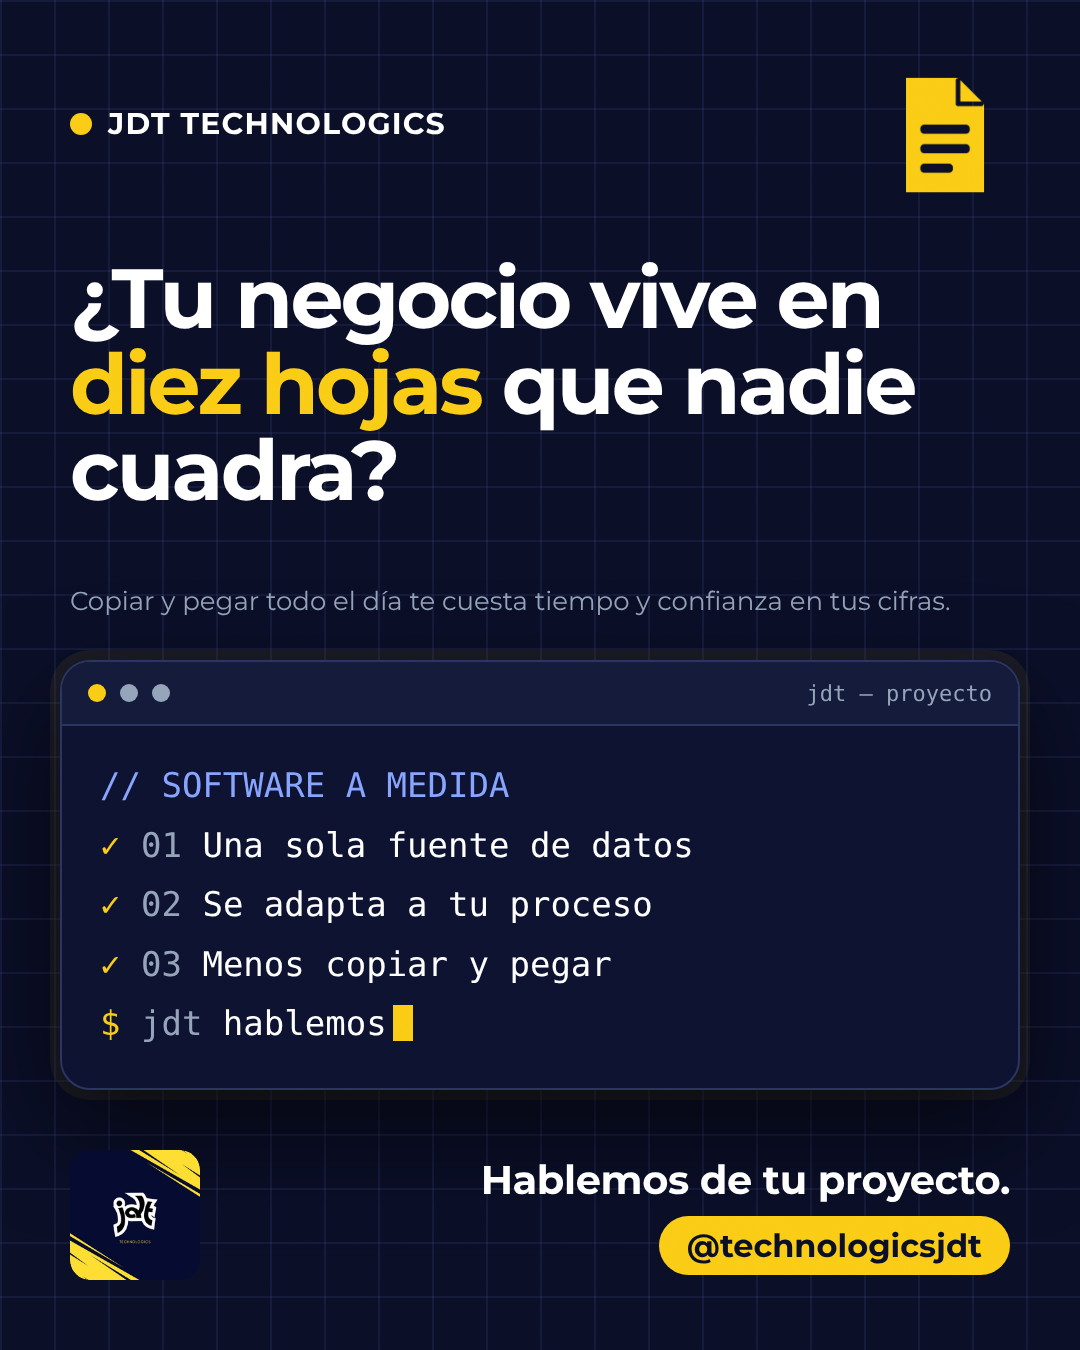 JDT TECHNOLOGICS
¿Tu negocio vive en
diez hojas que nadie
cuadra?
Copiar y pegar todo el día te cuesta tiempo y confianza en tus cifras.
jdt — proyecto
// SOFTWARE A MEDIDA
✓ 01 Una sola fuente de datos
✓ 02 Se adapta a tu proceso
✓ 03 Menos copiar y pegar
$ jdt hablemos
jdt
TECHNOLOGICS
Hablemos de tu proyecto.
@technologicsjdt